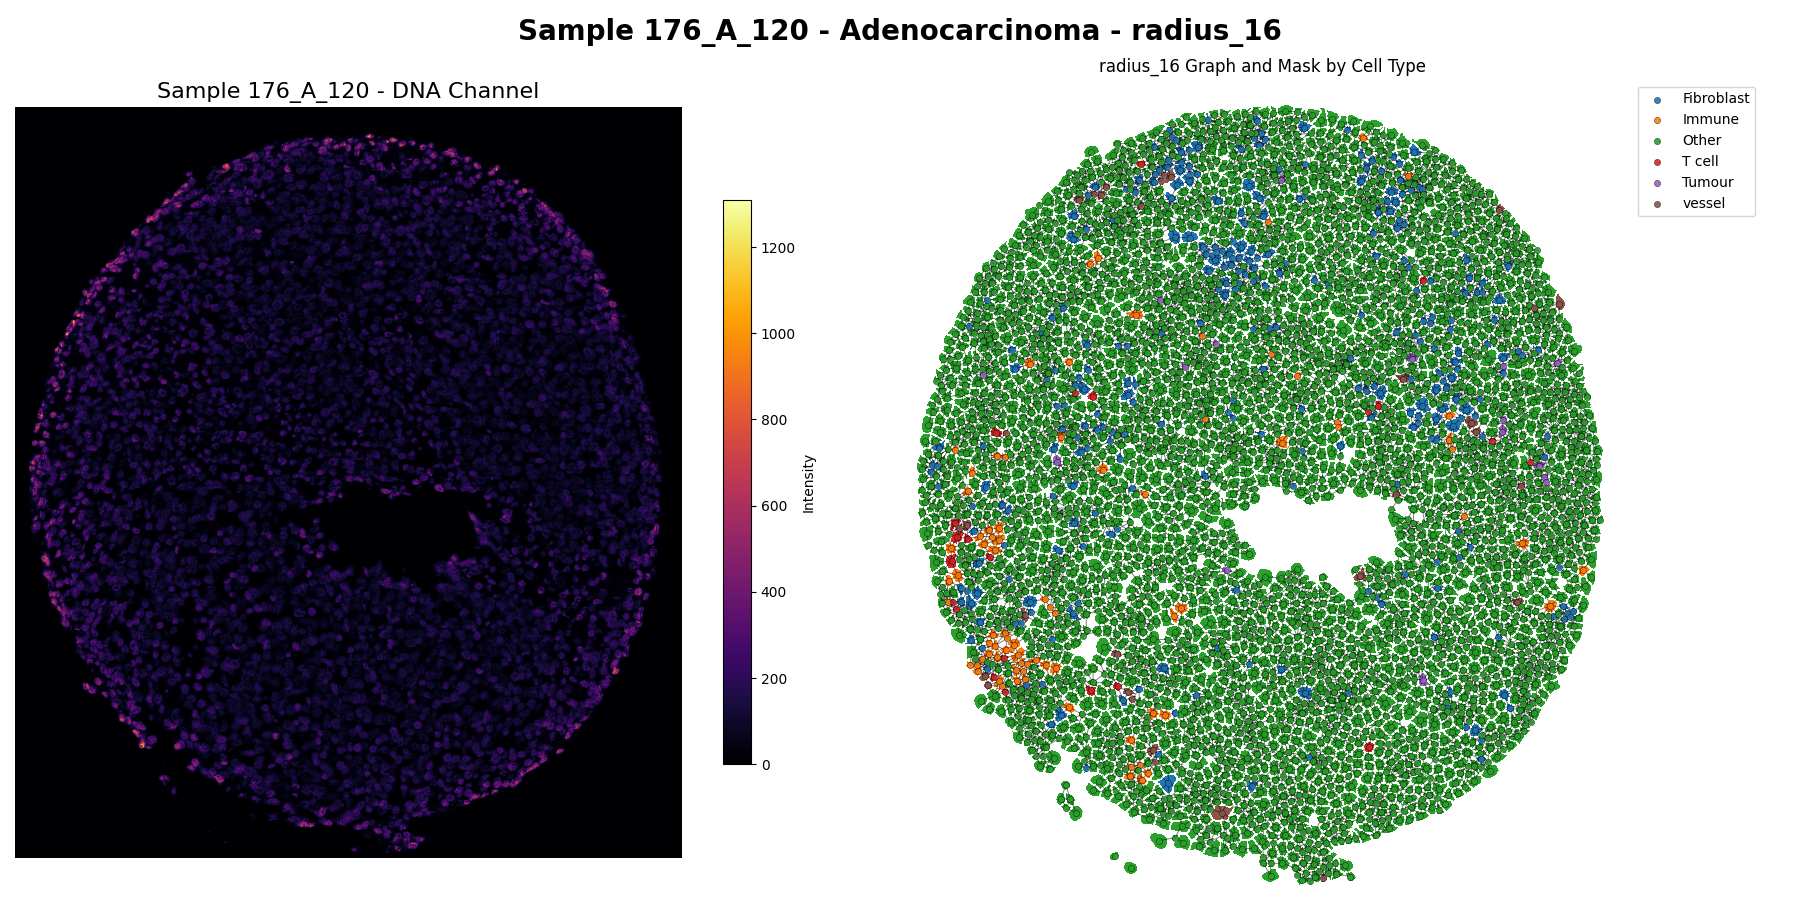 Sample 176_A_120 - Adenocarcinoma - radius_16
Sample 176_A_120 - DNA Channel
radius_16 Graph and Mask by Cell Type
Fibroblast
Immune
Other
T cell
Tumour
vessel
1200
1000
800
600
400
200
0
Intensity